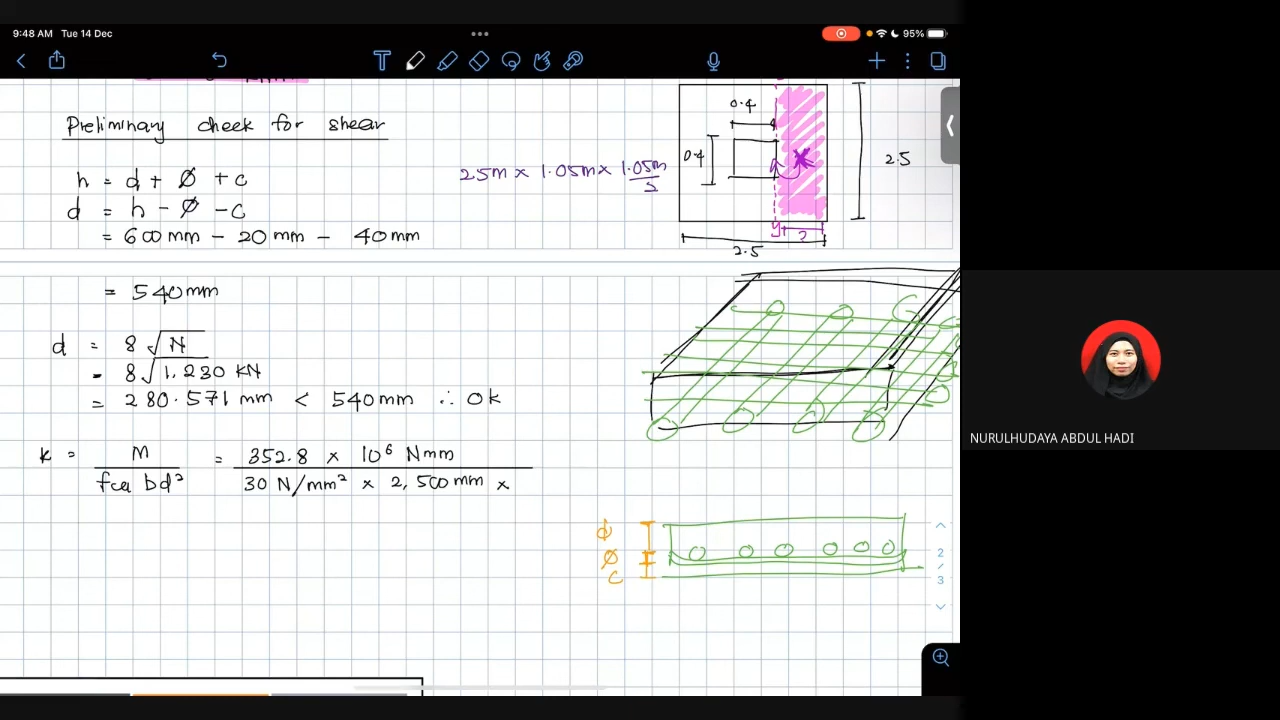 9:48 AM Tue 14 Dec
95%
Preliminary check for shear
h = d + Ø + c
d = h - Ø - c
= 600 mm - 20 mm - 40 mm
= 540 mm
d = 8 √N
= 8 √1,230 KN
= 280.571 mm < 540 mm ∴ Ok
K = M / fcu bd² = 352.8 × 10⁶ Nmm / 30 N/mm² × 2,500 mm ×
2.5m × 1.05m × 1.05m / 2
0.4
0.4
2.5
y
?
2.5
d
Ø
c
2
/
3
NURULHUDAYA ABDUL HADI